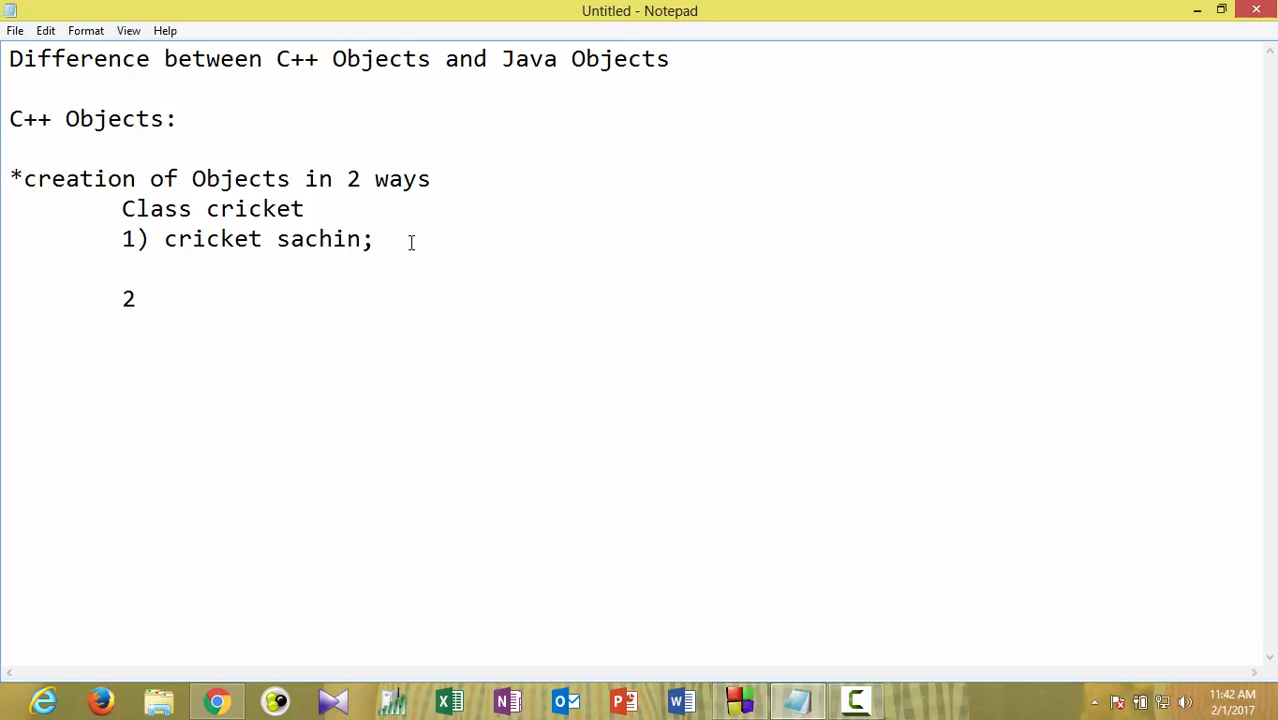 Untitled - Notepad
File Edit Format View Help
Difference between C++ Objects and Java Objects
C++ Objects:
*creation of Objects in 2 ways
Class cricket
1) cricket sachin;
2
11:42 AM
2/1/2017